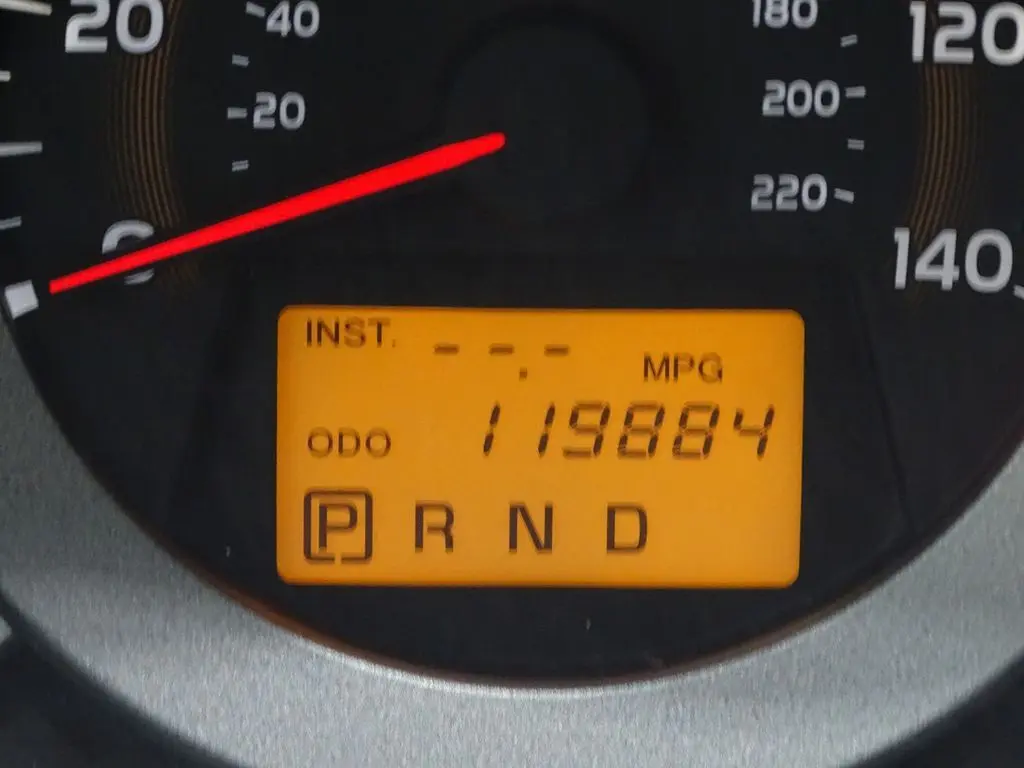 20 40 180 120
20 200
220
0 140
INST. --.- MPG
ODO 119884
P R N D